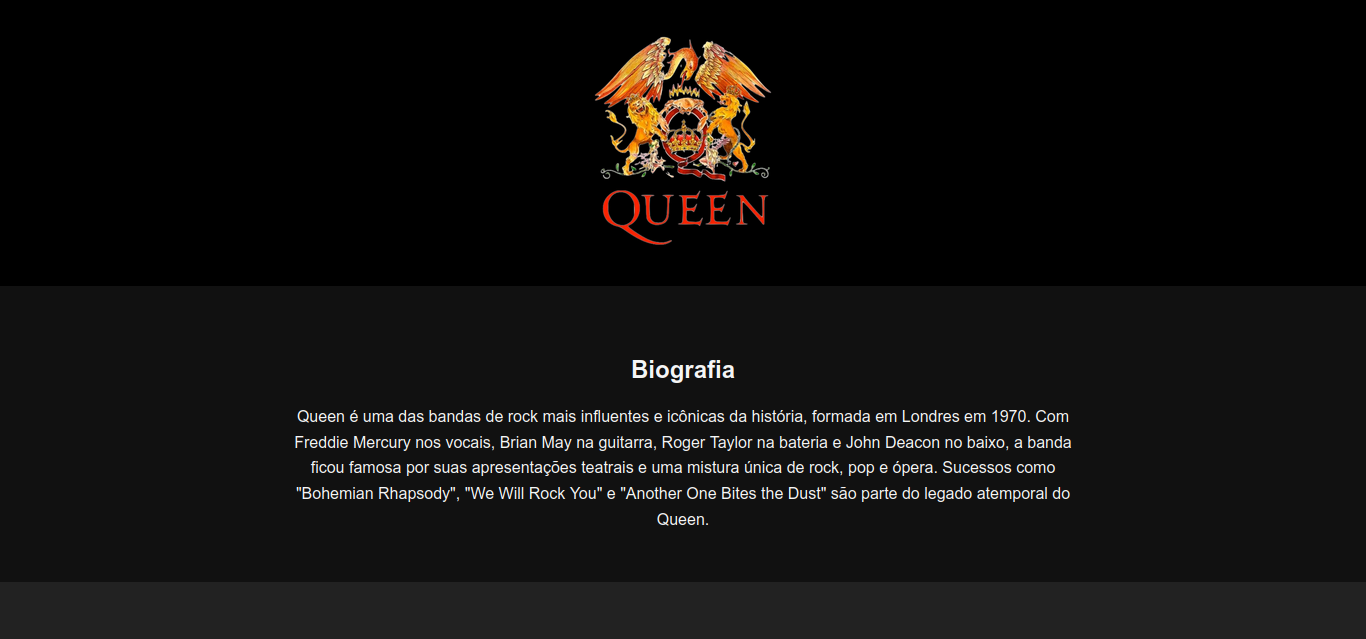 QUEEN
Biografia
Queen é uma das bandas de rock mais influentes e icônicas da história, formada em Londres em 1970. Com
Freddie Mercury nos vocais, Brian May na guitarra, Roger Taylor na bateria e John Deacon no baixo, a banda
ficou famosa por suas apresentações teatrais e uma mistura única de rock, pop e ópera. Sucessos como
"Bohemian Rhapsody", "We Will Rock You" e "Another One Bites the Dust" são parte do legado atemporal do
Queen.